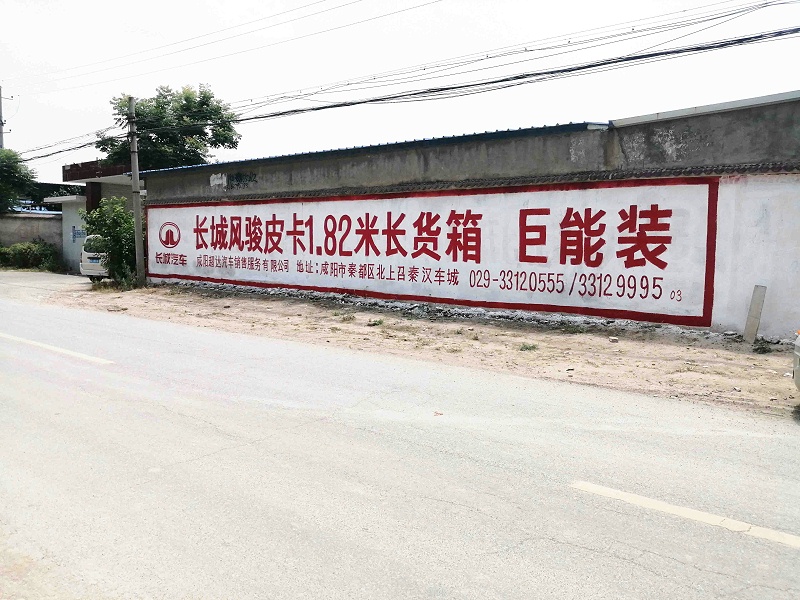 长城风骏皮卡1.82米长货箱 巨能装
长城汽车
咸阳超达汽车销售服务有限公司 地址：咸阳市秦都区北上召秦汉车城 029-33120555/33129995 03